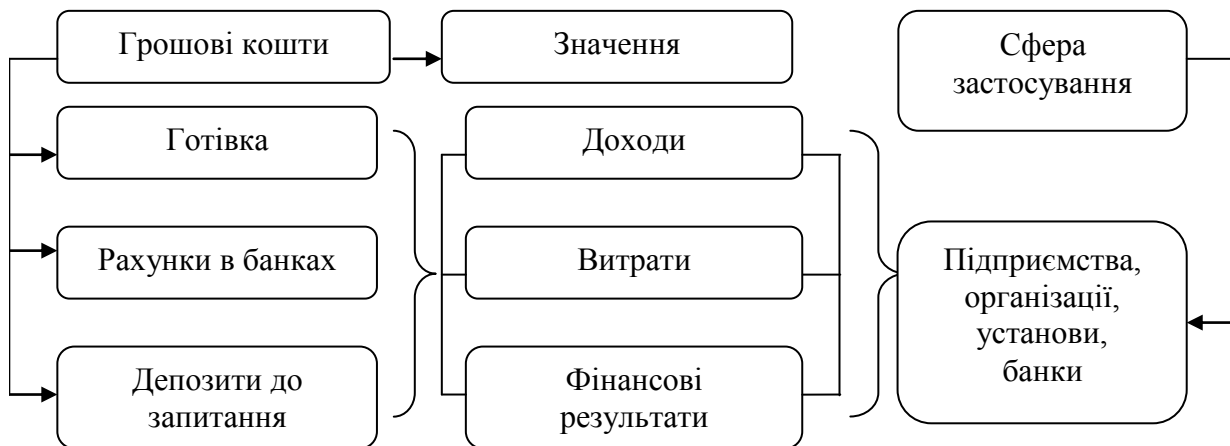 Грошові кошти
Значення
Сфера
застосування
Готівка
Доходи
Рахунки в банках
Витрати
Підприємства,
організації,
установи,
банки
Депозити до
запитання
Фінансові
результати